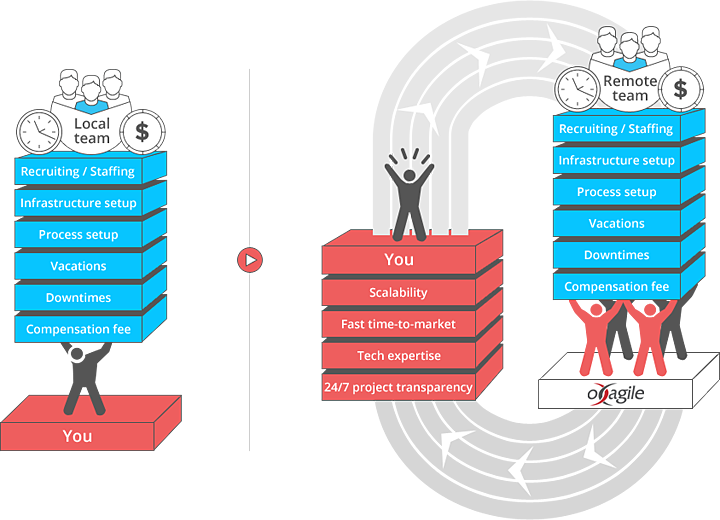 Local
team
$
Recruiting / Staffing
Infrastructure setup
Process setup
Vacations
Downtimes
Compensation fee
You
You
Scalability
Fast time-to-market
Tech expertise
24/7 project transparency
Remote
team
$
Recruiting / Staffing
Infrastructure setup
Process setup
Vacations
Downtimes
Compensation fee
oxagile